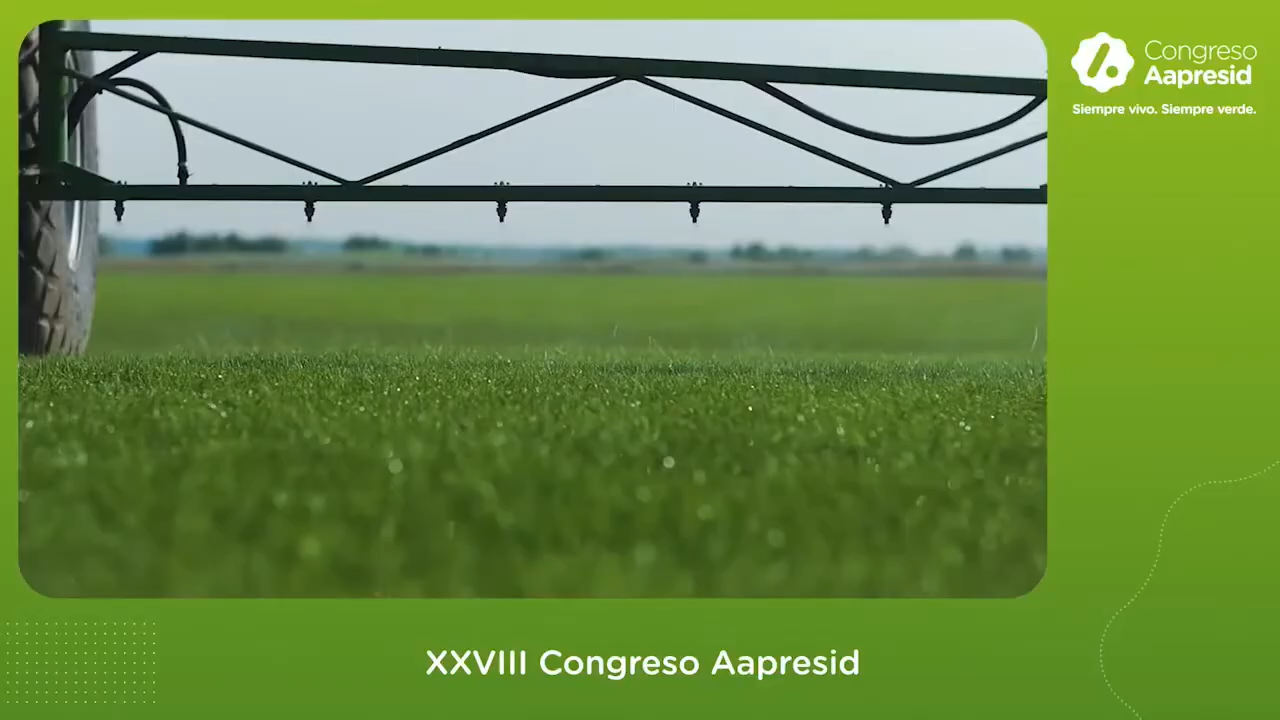 Congreso
Aapresid
Siempre vivo. Siempre verde.
XXVIII Congreso Aapresid